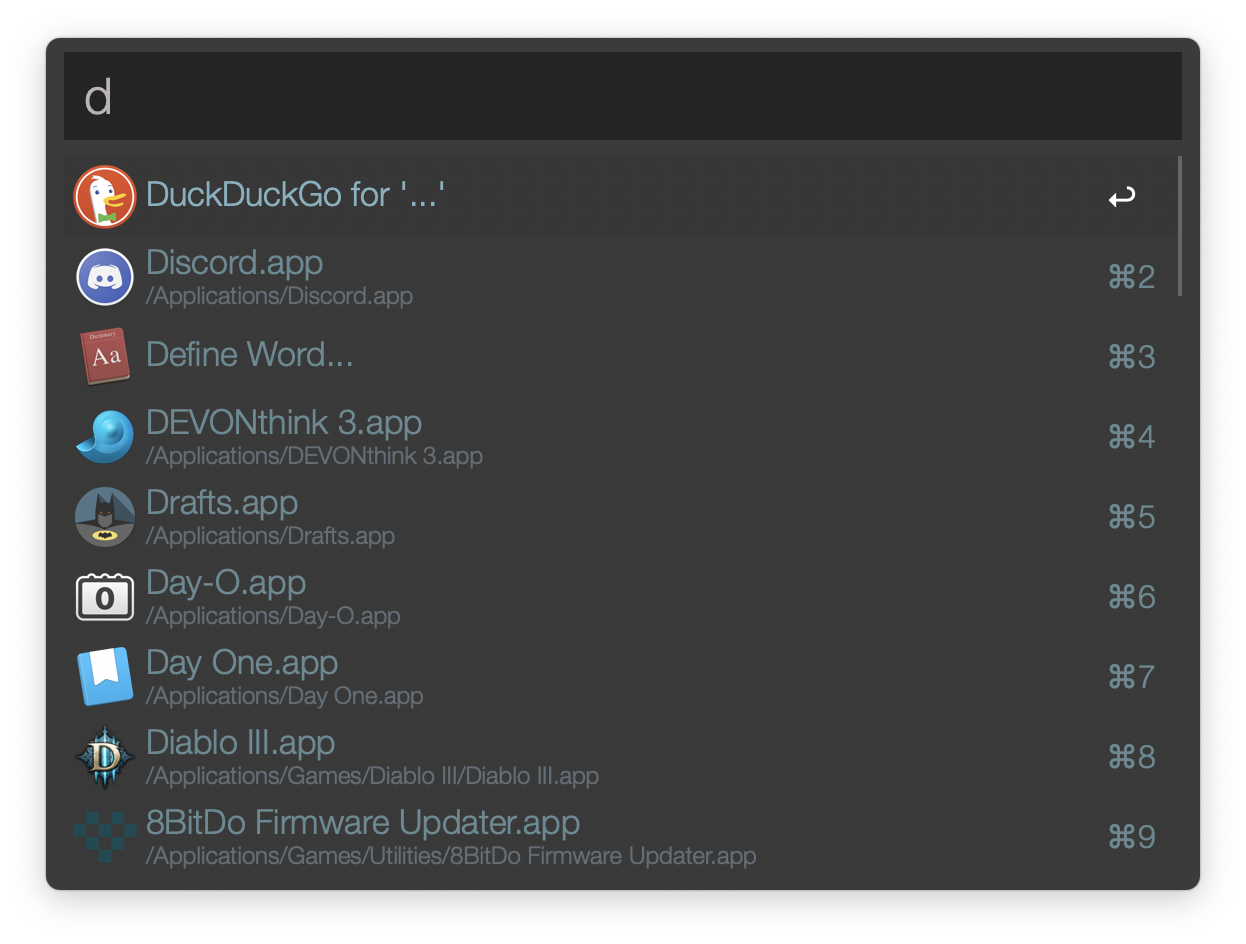 d
DuckDuckGo for '...'
Discord.app
/Applications/Discord.app
⌘2
Dictionary
Aa
Define Word...
⌘3
DEVONthink 3.app
/Applications/DEVONthink 3.app
⌘4
Drafts.app
/Applications/Drafts.app
⌘5
0
Day-O.app
/Applications/Day-O.app
⌘6
Day One.app
/Applications/Day One.app
⌘7
D
Diablo III.app
/Applications/Games/Diablo III/Diablo III.app
⌘8
8BitDo Firmware Updater.app
/Applications/Games/Utilities/8BitDo Firmware Updater.app
⌘9